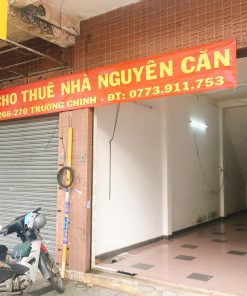 CHO THUÊ NHÀ NGUYÊN CĂN
268-270 TRƯỜNG CHINH - ĐT: 0773.911.753